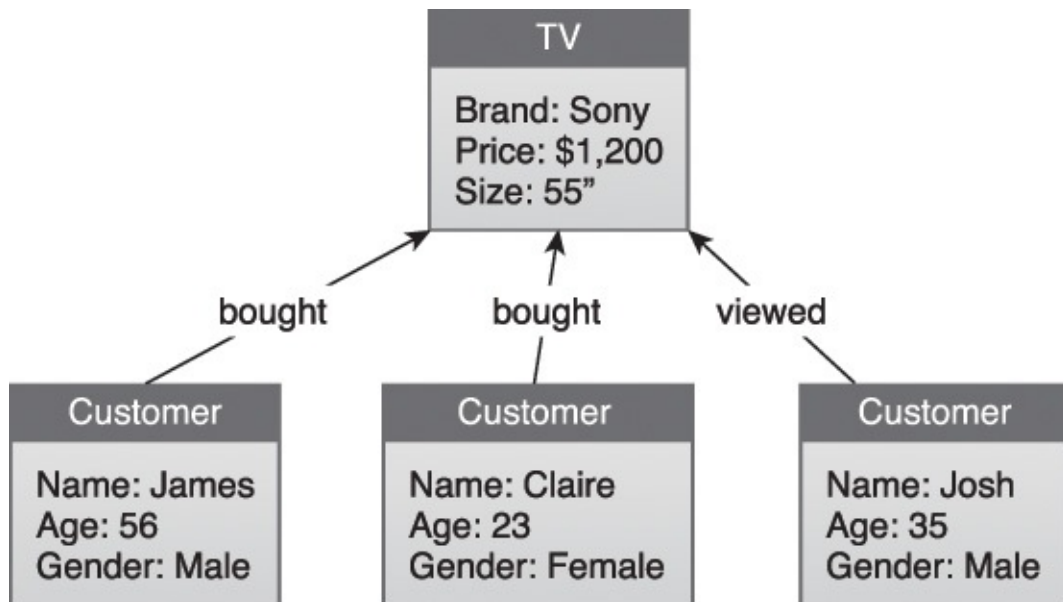 TV
Brand: Sony
Price: $1,200
Size: 55”
bought
bought
viewed
Customer
Name: James
Age: 56
Gender: Male
Customer
Name: Claire
Age: 23
Gender: Female
Customer
Name: Josh
Age: 35
Gender: Male